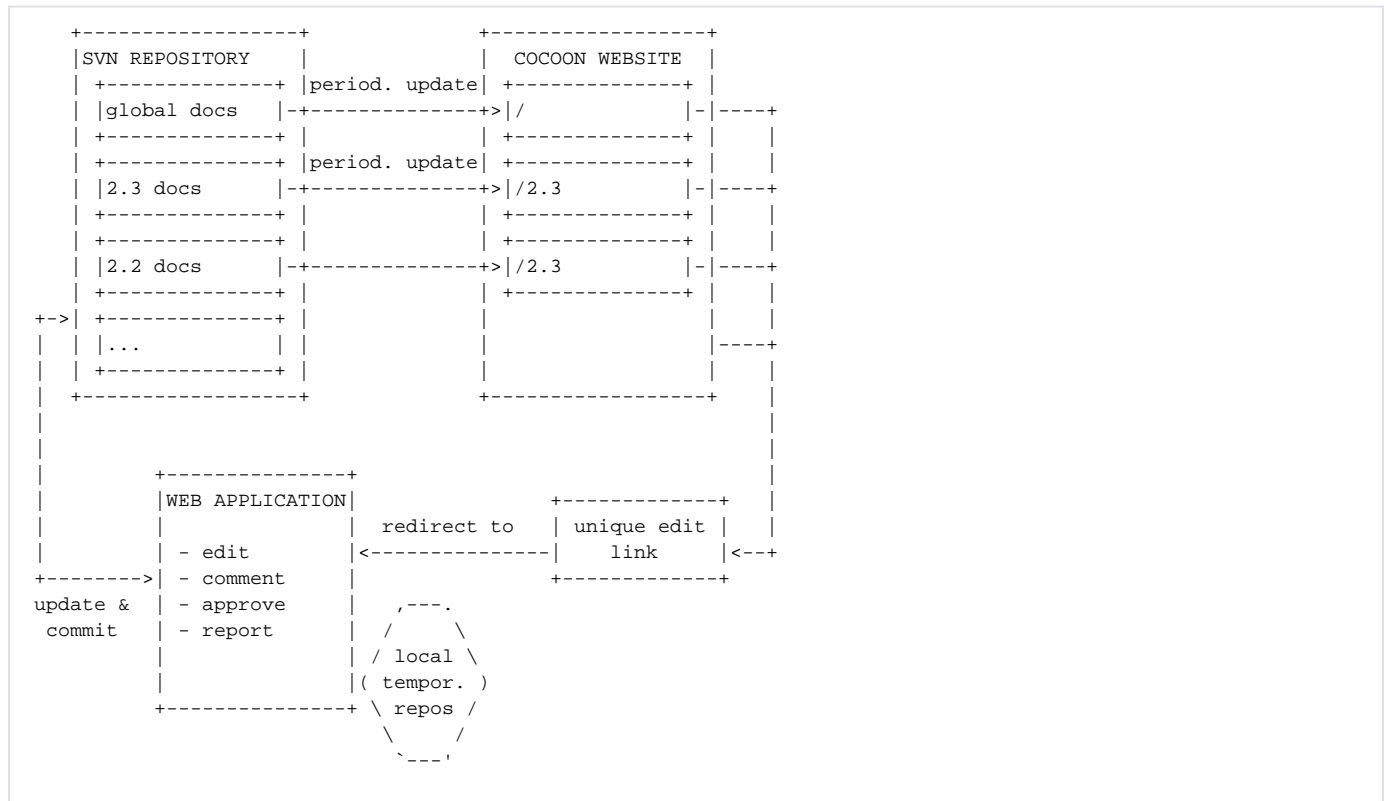 SVN REPOSITORY COCOON WEBSITE
period. update
global docs /
period. update
2.3 docs /2.3
2.2 docs /2.3
...
WEB APPLICATION
redirect to unique edit
- edit link
- comment
update & - approve
commit - report
local
tempor.
repos